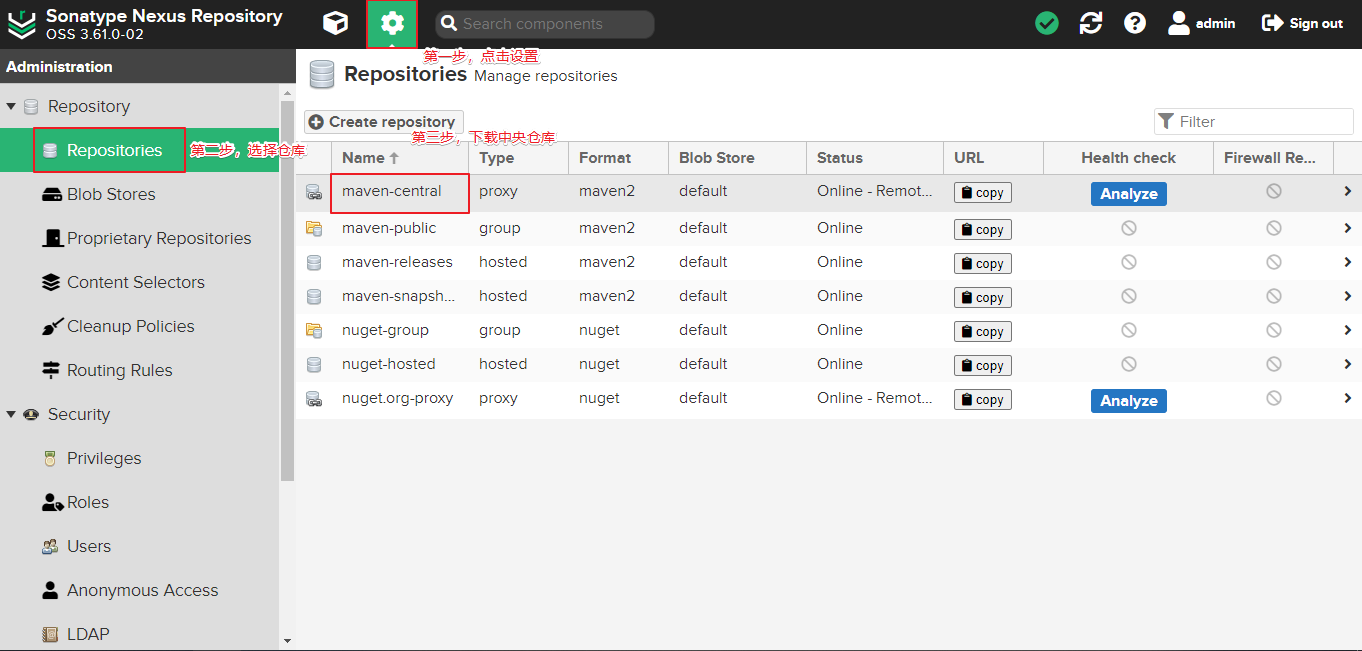 Sonatype Nexus Repository
OSS 3.61.0-02
Search components
admin
Sign out
第一步，点击设置
Administration
Repositories Manage repositories
Repository
Create repository
Filter
第三步，下载中央仓库
Repositories
第二步，选择仓库
Name Type Format Blob Store Status URL Health check Firewall Re...
maven-central proxy maven2 default Online - Remot... copy Analyze
Blob Stores
maven-public group maven2 default Online copy
Proprietary Repositories
maven-releases hosted maven2 default Online copy
Content Selectors
maven-snapsh... hosted maven2 default Online copy
Cleanup Policies
nuget-group group nuget default Online copy
Routing Rules
nuget-hosted hosted nuget default Online copy
nuget.org-proxy proxy nuget default Online - Remot... copy Analyze
Security
Privileges
Roles
Users
Anonymous Access
LDAP